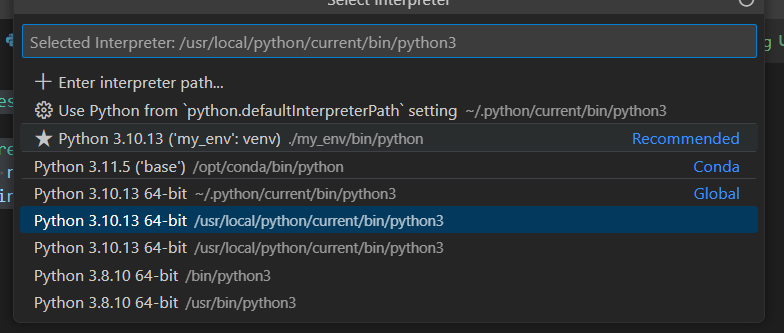 Select Interpreter
Selected Interpreter: /usr/local/python/current/bin/python3
Enter interpreter path...
Use Python from `python.defaultInterpreterPath` setting ~/.python/current/bin/python3
Python 3.10.13 ('my_env': venv) ./my_env/bin/python Recommended
Python 3.11.5 ('base') /opt/conda/bin/python Conda
Python 3.10.13 64-bit ~/.python/current/bin/python3 Global
Python 3.10.13 64-bit /usr/local/python/current/bin/python3
Python 3.10.13 64-bit /usr/local/python/current/bin/python3
Python 3.8.10 64-bit /bin/python3
Python 3.8.10 64-bit /usr/bin/python3